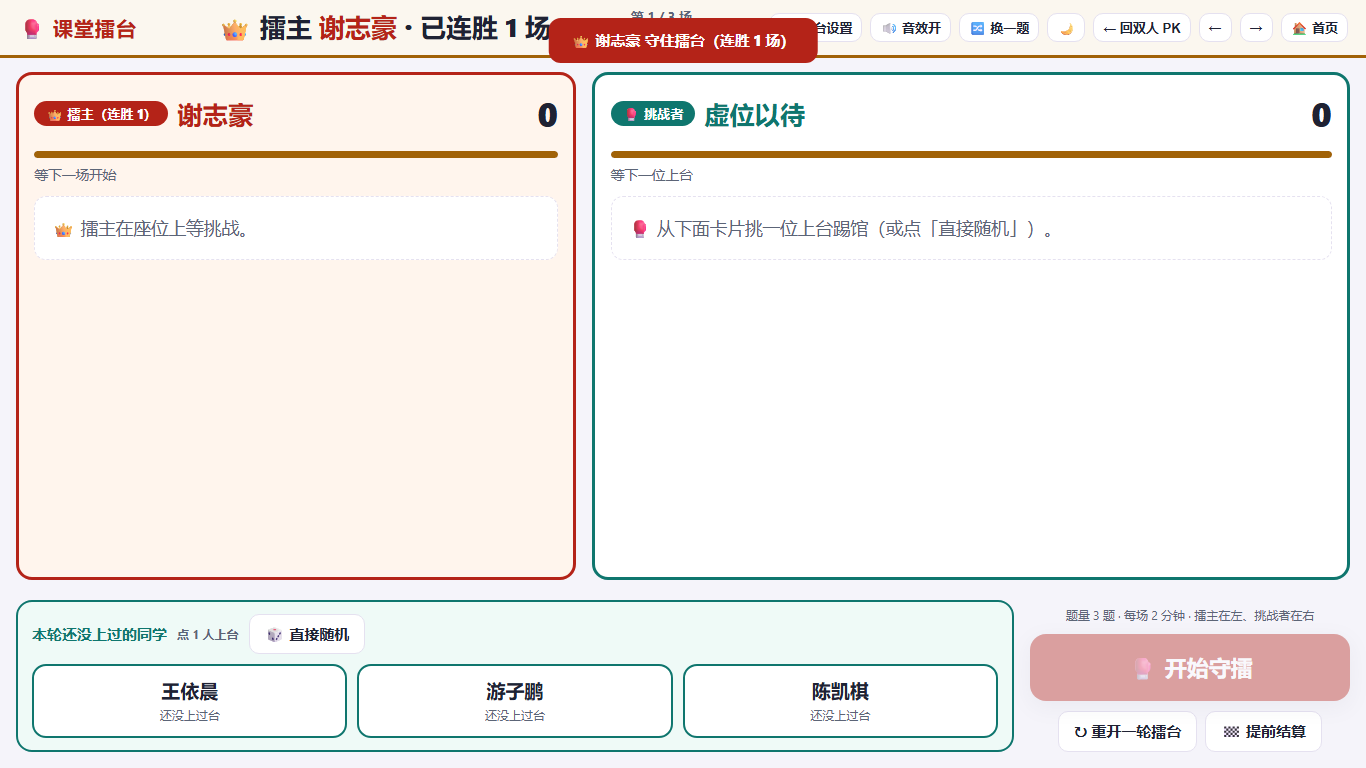 课堂擂台
擂主 谢志豪 · 已连胜 1 场
第 1 / 3 场
谢志豪 守住擂台（连胜 1 场）
台设置
音效开
换一题
← 回双人 PK
←
→
首页
擂主（连胜 1）
谢志豪
0
等下一场开始
擂主在座位上等挑战。
挑战者
虚位以待
0
等下一位上台
从下面卡片挑一位上台踢馆（或点「直接随机」）。
本轮还没上过的同学 点 1 人上台
直接随机
王依晨
还没上过台
游子鹏
还没上过台
陈凯棋
还没上过台
题量 3 题 · 每场 2 分钟 · 擂主在左、挑战者在右
开始守擂
↻ 重开一轮擂台
提前结算